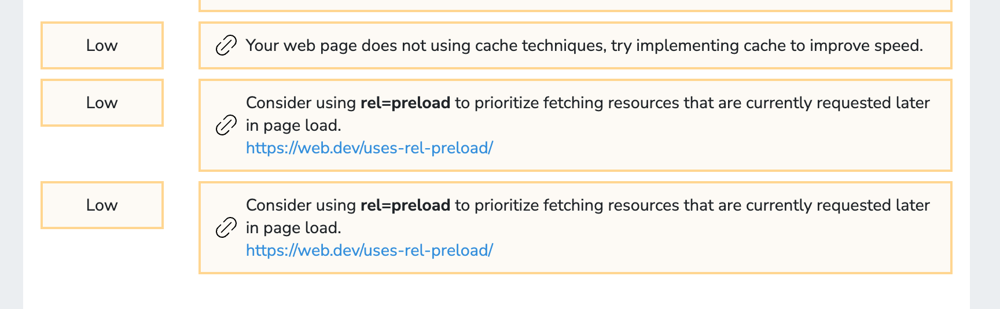 Low
Your web page does not using cache techniques, try implementing cache to improve speed.
Low
Consider using rel=preload to prioritize fetching resources that are currently requested later
in page load.
https://web.dev/uses-rel-preload/
Low
Consider using rel=preload to prioritize fetching resources that are currently requested later
in page load.
https://web.dev/uses-rel-preload/